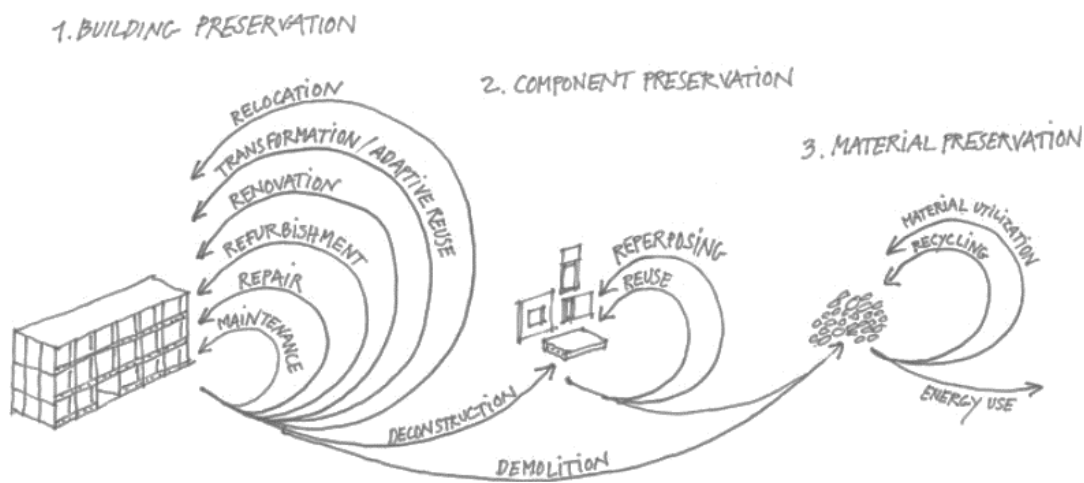 1. BUILDING PRESERVATION
RELOCATION
TRANSFORMATION / ADAPTIVE REUSE
RENOVATION
REFURBISHMENT
REPAIR
MAINTENANCE
2. COMPONENT PRESERVATION
REPERPOSING
REUSE
DECONSTRUCTION
DEMOLITION
3. MATERIAL PRESERVATION
MATERIAL UTILIZATION
RECYCLING
ENERGY USE